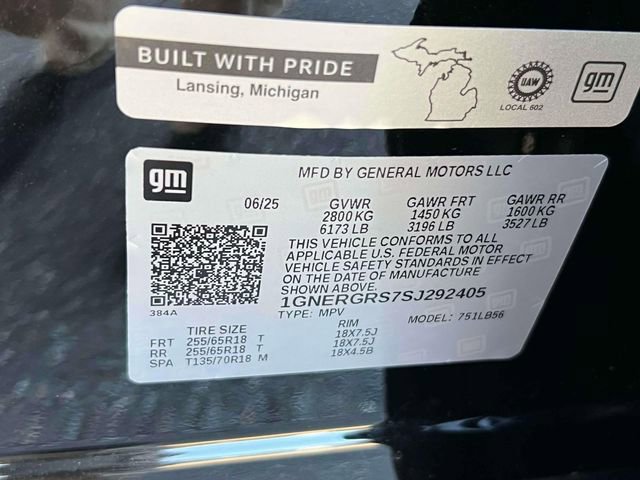 BUILT WITH PRIDE
Lansing, Michigan
UAW
LOCAL 602
gm
gm
MFD BY GENERAL MOTORS LLC
06/25 GVWR GAWR FRT GAWR RR
2800 KG 1450 KG 1600 KG
6173 LB 3196 LB 3527 LB
THIS VEHICLE CONFORMS TO ALL
APPLICABLE U.S. FEDERAL MOTOR
VEHICLE SAFETY STANDARDS IN EFFECT
ON THE DATE OF MANUFACTURE
SHOWN ABOVE.
1GNERGRS7SJ292405
384A
TYPE: MPV MODEL: 751LB56
TIRE SIZE RIM
FRT 255/65R18 T 18X7.5J
RR 255/65R18 T 18X7.5J
SPA T135/70R18 M 18X4.5B